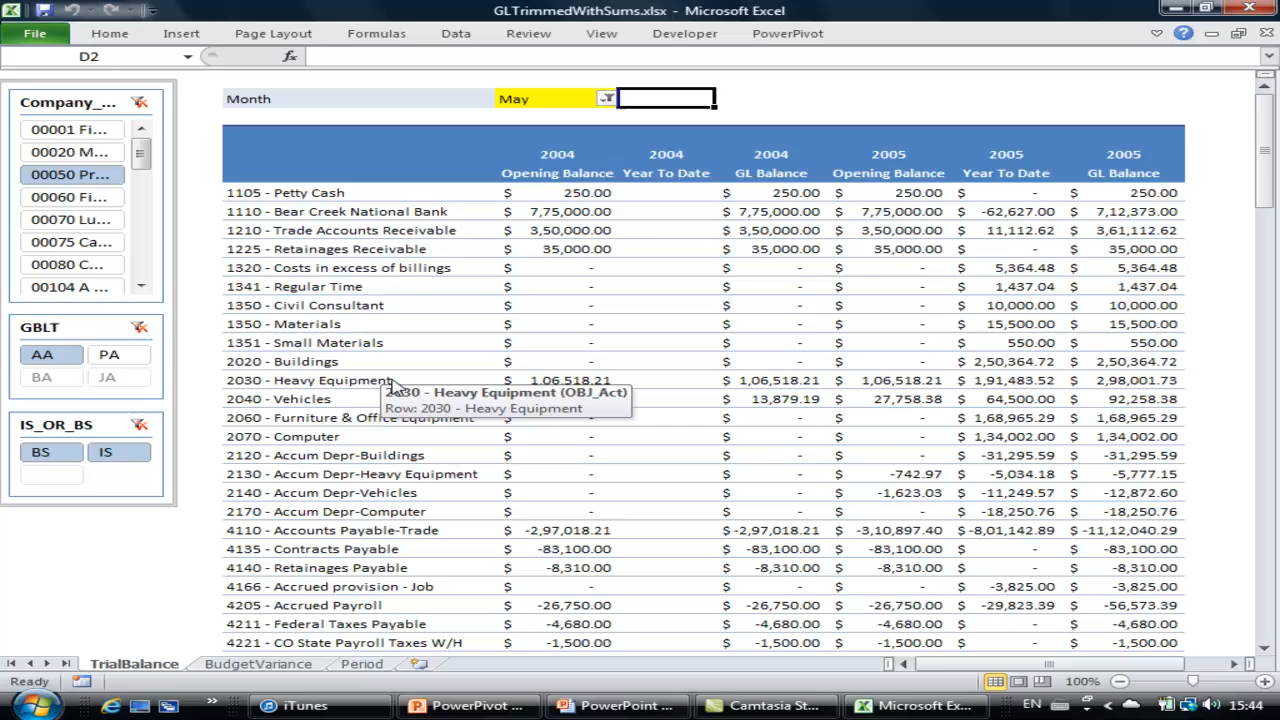 GLTrimmedWithSums.xlsx - Microsoft Excel
File Home Insert Page Layout Formulas Data Review View Developer PowerPivot
D2 fx
Company_...
00001 Fi...
00020 M...
00050 Pr...
00060 Fi...
00070 Lu...
00075 Ca...
00080 C...
00104 A ...
GBLT
AA PA
BA JA
IS_OR_BS
BS IS
Month May
2004 2004 2004 2005 2005 2005
Opening Balance Year To Date GL Balance Opening Balance Year To Date GL Balance
1105 - Petty Cash $ 250.00 $ 250.00 $ 250.00 $ - $ 250.00
1110 - Bear Creek National Bank $ 7,75,000.00 $ 7,75,000.00 $ 7,75,000.00 $ -62,627.00 $ 7,12,373.00
1210 - Trade Accounts Receivable $ 3,50,000.00 $ 3,50,000.00 $ 3,50,000.00 $ 11,112.62 $ 3,61,112.62
1225 - Retainages Receivable $ 35,000.00 $ 35,000.00 $ 35,000.00 $ - $ 35,000.00
1320 - Costs in excess of billings $ - $ - $ - $ 5,364.48 $ 5,364.48
1341 - Regular Time $ - $ - $ - $ 1,437.04 $ 1,437.04
1350 - Civil Consultant $ - $ - $ - $ 10,000.00 $ 10,000.00
1350 - Materials $ - $ - $ - $ 15,500.00 $ 15,500.00
1351 - Small Materials $ - $ - $ - $ 550.00 $ 550.00
2020 - Buildings $ - $ - $ - $ 2,50,364.72 $ 2,50,364.72
2030 - Heavy Equipment $ 1,06,518.21 $ 1,06,518.21 $ 1,06,518.21 $ 1,91,483.52 $ 2,98,001.73
2040 - Vehicles $ 13,879.19 $ 27,758.38 $ 64,500.00 $ 92,258.38
2060 - Furniture & Office Equipment $ - $ - $ - $ 1,68,965.29 $ 1,68,965.29
2070 - Computer $ - $ - $ - $ 1,34,002.00 $ 1,34,002.00
2120 - Accum Depr-Buildings $ - $ - $ - $ -31,295.59 $ -31,295.59
2130 - Accum Depr-Heavy Equipment $ - $ - $ -742.97 $ -5,034.18 $ -5,777.15
2140 - Accum Depr-Vehicles $ - $ - $ -1,623.03 $ -11,249.57 $ -12,872.60
2170 - Accum Depr-Computer $ - $ - $ - $ -18,250.76 $ -18,250.76
4110 - Accounts Payable-Trade $ -2,97,018.21 $ -2,97,018.21 $ -3,10,897.40 $ -8,01,142.89 $ -11,12,040.29
4135 - Contracts Payable $ -83,100.00 $ -83,100.00 $ -83,100.00 $ - $ -83,100.00
4140 - Retainages Payable $ -8,310.00 $ -8,310.00 $ -8,310.00 $ - $ -8,310.00
4166 - Accrued provision - Job $ - $ - $ - $ -3,825.00 $ -3,825.00
4205 - Accrued Payroll $ -26,750.00 $ -26,750.00 $ -26,750.00 $ -29,823.39 $ -56,573.39
4211 - Federal Taxes Payable $ -4,680.00 $ -4,680.00 $ -4,680.00 $ - $ -4,680.00
4221 - CO State Payroll Taxes W/H $ -1,500.00 $ -1,500.00 $ -1,500.00 $ - $ -1,500.00
2030 - Heavy Equipment (OBJ_Act)
Row: 2030 - Heavy Equipment
TrialBalance BudgetVariance Period
Ready 100%
iTunes PowerPivot ... PowerPoint ... Camtasia St... Microsoft Exc... EN 15:44